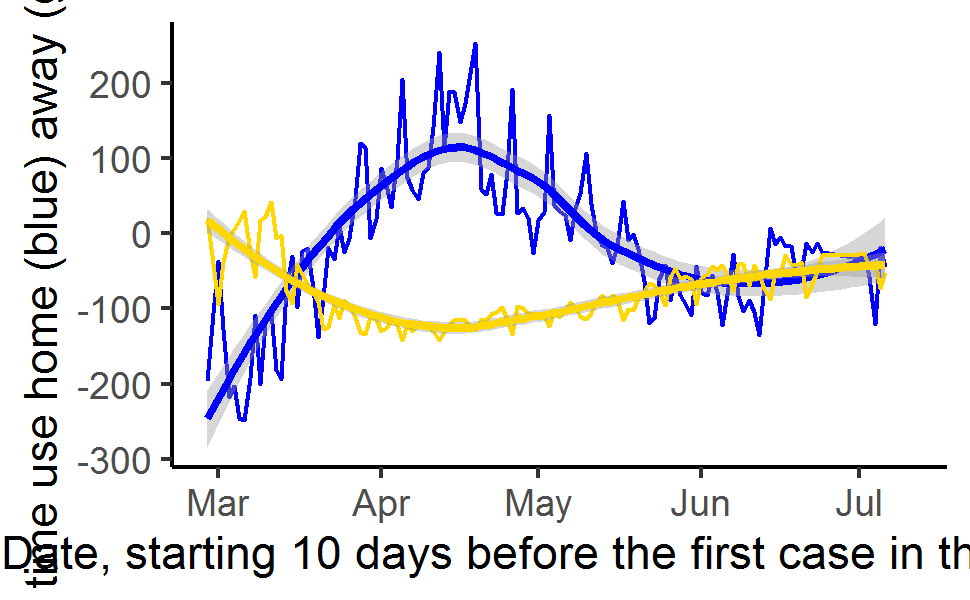 time use home (blue) away (
200
100
0
-100
-200
-300
Mar Apr May Jun Jul
Date, starting 10 days before the first case in th